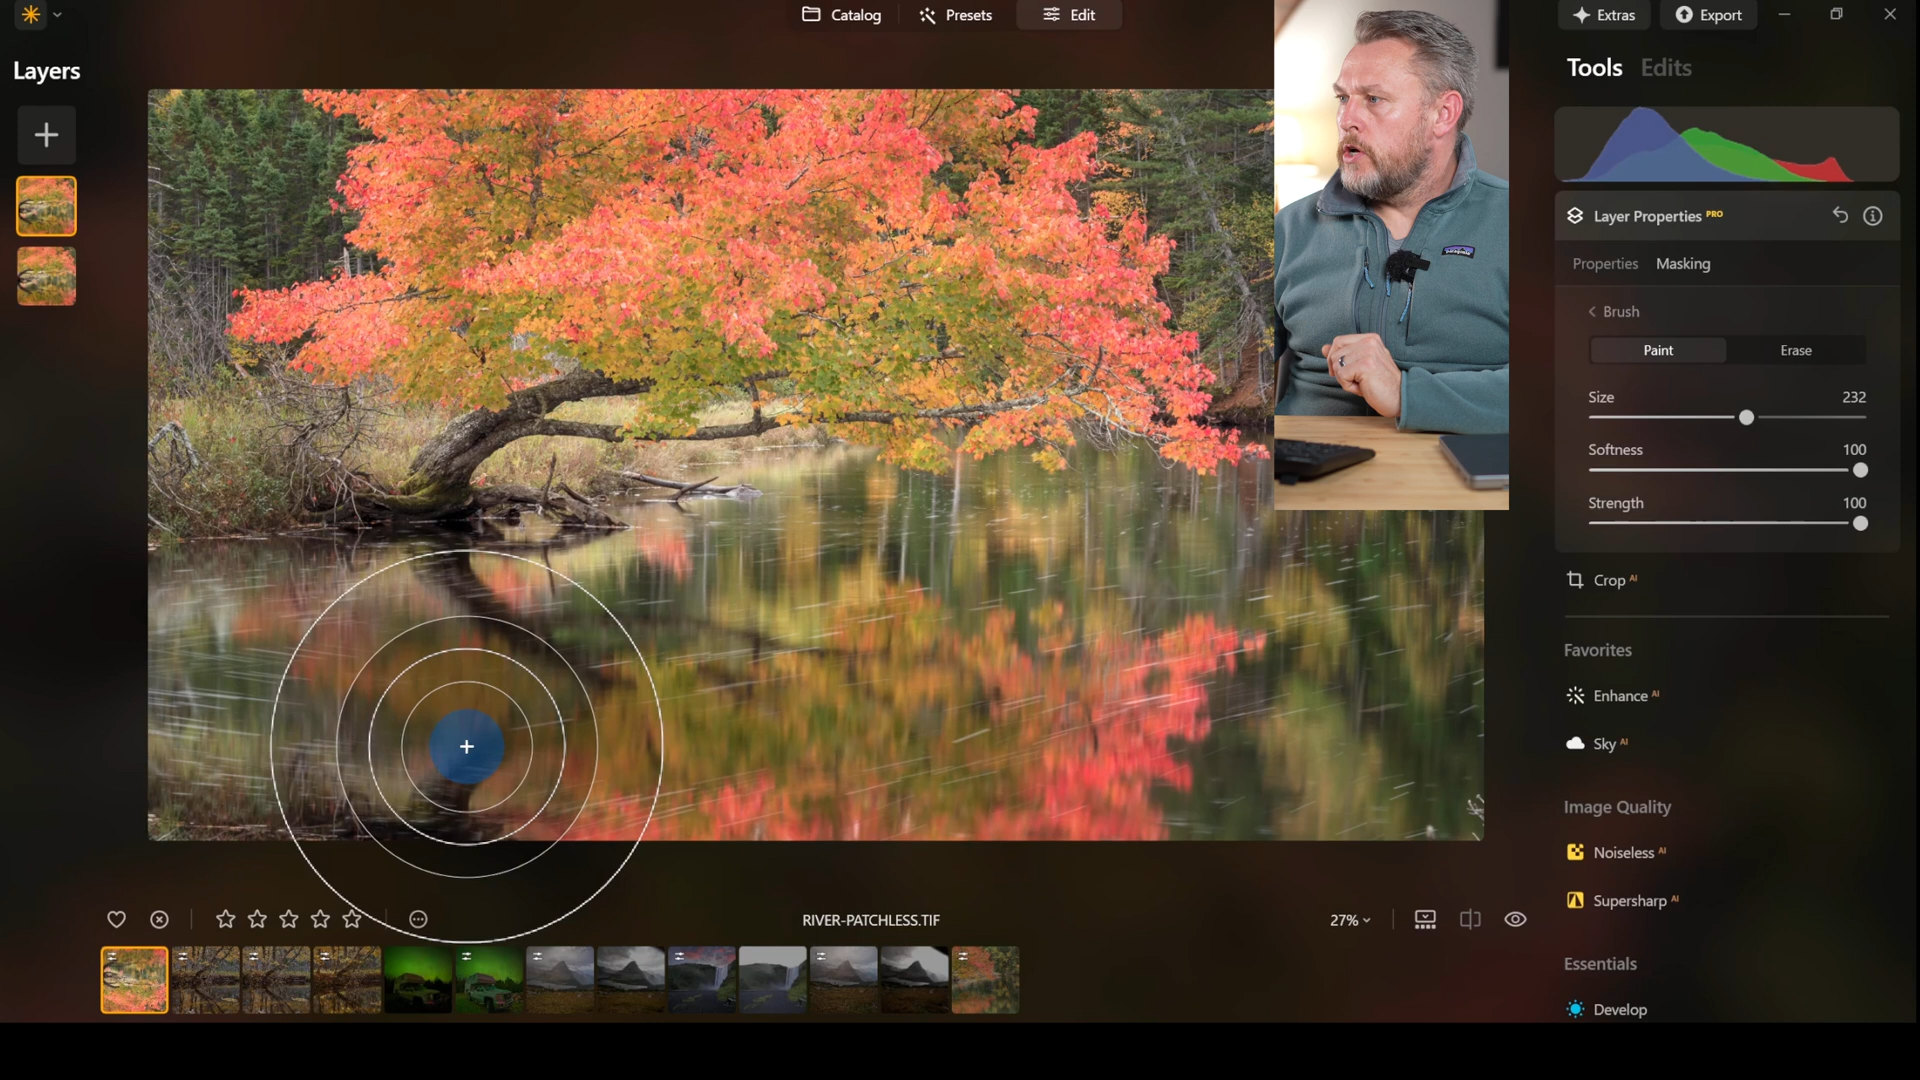 Catalog
Presets
Edit
Extras
Export
Layers
Tools Edits
Layer Properties PRO
Properties Masking
Brush
Paint Erase
Size 232
Softness 100
Strength 100
Crop AI
Favorites
Enhance AI
Sky AI
Image Quality
Noiseless AI
Supersharp AI
Essentials
Develop
RIVER-PATCHLESS.TIF
27%